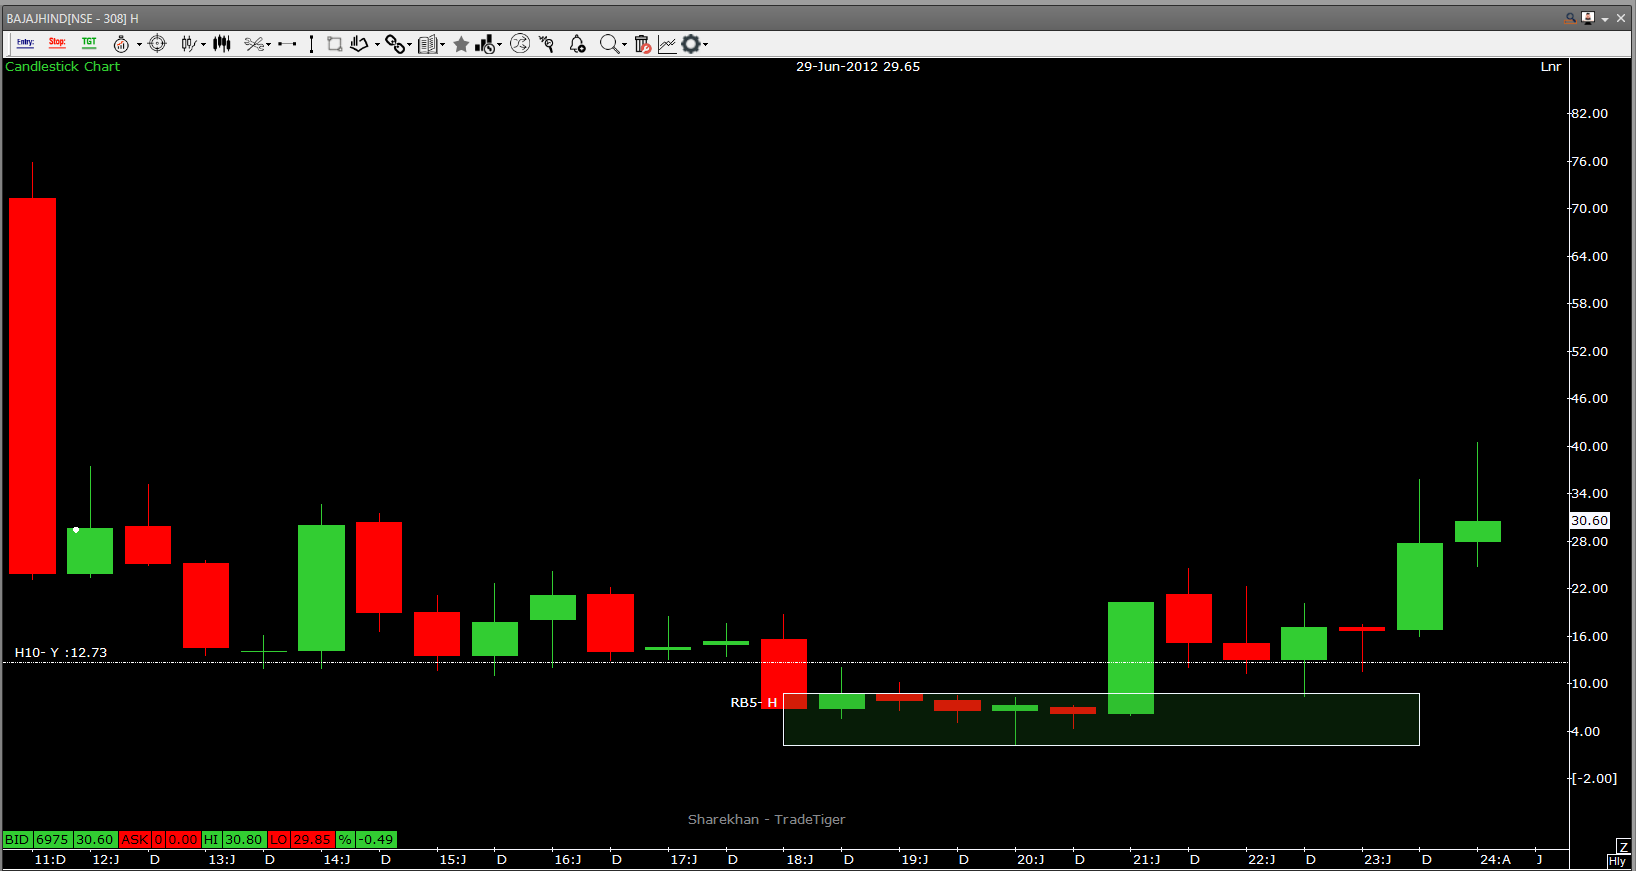 BAJAJHIND[NSE - 308] H
Entry: Stop: TGT
Candlestick Chart 29-Jun-2012 29.65 Lnr
82.00
76.00
70.00
64.00
58.00
52.00
46.00
40.00
34.00
30.60
28.00
22.00
16.00
H10- Y :12.73
10.00
RB5- H
4.00
[-2.00]
Sharekhan - TradeTiger
BID 6975 30.60 ASK 0 0.00 HI 30.80 LO 29.85 % -0.49
Z
11:D 12:J D 13:J D 14:J D 15:J D 16:J D 17:J D 18:J D 19:J D 20:J D 21:J D 22:J D 23:J D 24:A J
Hly